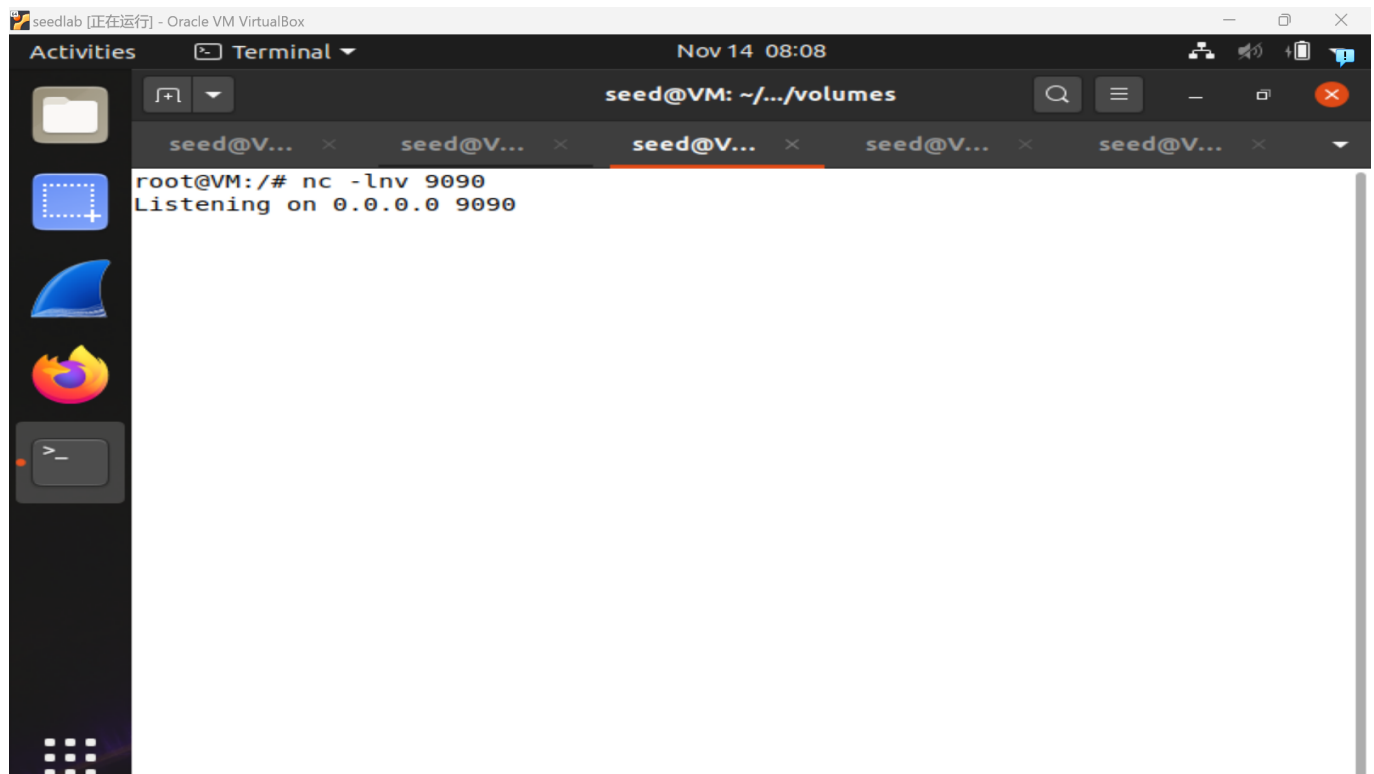 seedlab [正在运行] - Oracle VM VirtualBox
Activities Terminal Nov 14 08:08
seed@VM: ~/.../volumes
seed@V... seed@V... seed@V... seed@V... seed@V...
root@VM:/# nc -lnv 9090
Listening on 0.0.0.0 9090
>_